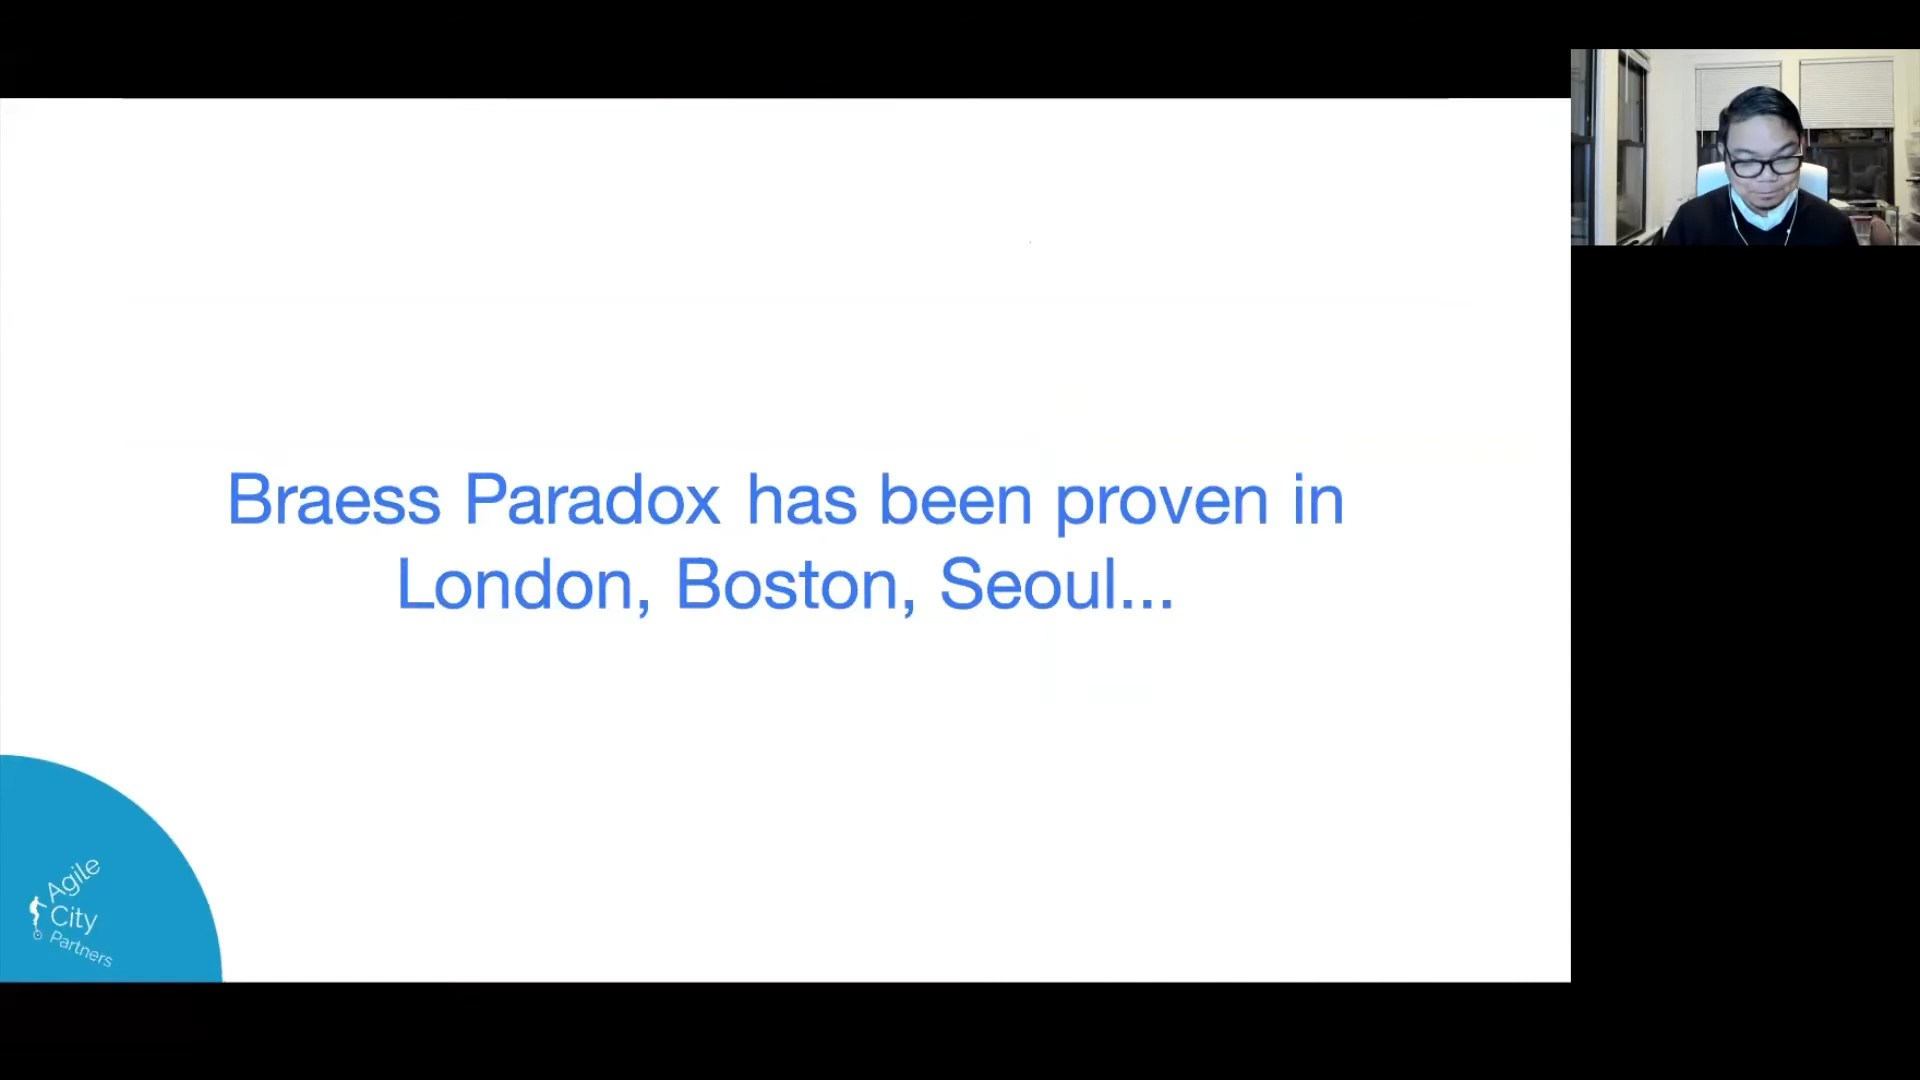 Braess Paradox has been proven in
London, Boston, Seoul...
Agile
City
Partners